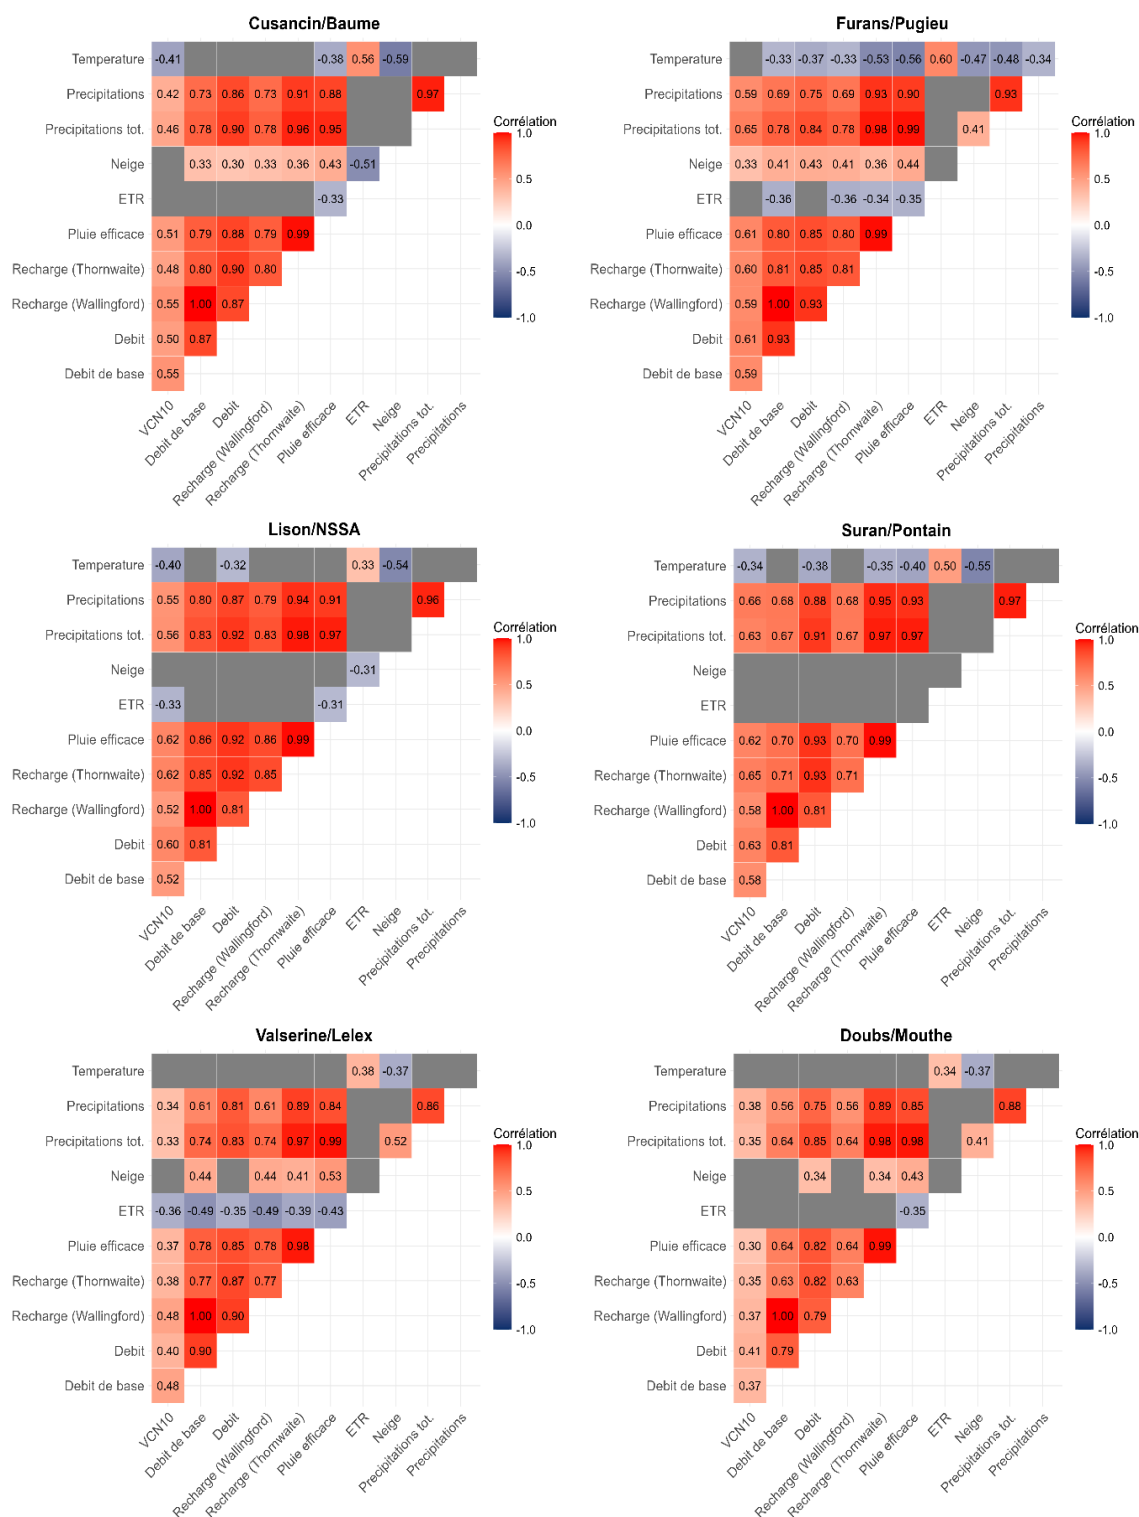 Cusancin/Baume
Temperature -0.41 -0.38 0.56 -0.59
Precipitations 0.42 0.73 0.86 0.73 0.91 0.88 0.97
Precipitations tot. 0.46 0.78 0.90 0.78 0.96 0.95
Neige 0.33 0.30 0.33 0.36 0.43 -0.51
ETR -0.33
Pluie efficace 0.51 0.79 0.88 0.79 0.99
Recharge (Thornwaite) 0.48 0.80 0.90 0.80
Recharge (Wallingford) 0.55 1.00 0.87
Debit 0.50 0.87
Debit de base 0.55
VCN10
Debit de base
Debit
Recharge (Wallingford)
Recharge (Thornwaite)
Pluie efficace
ETR
Neige
Precipitations tot.
Precipitations
Corrélation
1.0
0.5
0.0
-0.5
-1.0
Furans/Pugieu
Temperature -0.33 -0.37 -0.33 -0.53 -0.56 0.60 -0.47 -0.48 -0.34
Precipitations 0.59 0.69 0.75 0.69 0.93 0.90 0.93
Precipitations tot. 0.65 0.78 0.84 0.78 0.98 0.99 0.41
Neige 0.33 0.41 0.43 0.41 0.36 0.44
ETR -0.36 -0.36 -0.34 -0.35
Pluie efficace 0.61 0.80 0.85 0.80 0.99
Recharge (Thornwaite) 0.60 0.81 0.85 0.81
Recharge (Wallingford) 0.59 1.00 0.93
Debit 0.61 0.93
Debit de base 0.59
VCN10
Debit de base
Debit
Recharge (Wallingford)
Recharge (Thornwaite)
Pluie efficace
ETR
Neige
Precipitations tot.
Precipitations
Corrélation
1.0
0.5
0.0
-0.5
-1.0
Lison/NSSA
Temperature -0.40 -0.32 0.33 -0.54
Precipitations 0.55 0.80 0.87 0.79 0.94 0.91 0.96
Precipitations tot. 0.56 0.83 0.92 0.83 0.98 0.97
Neige -0.31
ETR -0.33 -0.31
Pluie efficace 0.62 0.86 0.92 0.86 0.99
Recharge (Thornwaite) 0.62 0.85 0.92 0.85
Recharge (Wallingford) 0.52 1.00 0.81
Debit 0.60 0.81
Debit de base 0.52
VCN10
Debit de base
Debit
Recharge (Wallingford)
Recharge (Thornwaite)
Pluie efficace
ETR
Neige
Precipitations tot.
Precipitations
Corrélation
1.0
0.5
0.0
-0.5
-1.0
Suran/Pontain
Temperature -0.34 -0.38 -0.35 -0.40 0.50 -0.55
Precipitations 0.66 0.68 0.88 0.68 0.95 0.93 0.97
Precipitations tot. 0.63 0.67 0.91 0.67 0.97 0.97
Neige
ETR
Pluie efficace 0.62 0.70 0.93 0.70 0.99
Recharge (Thornwaite) 0.65 0.71 0.93 0.71
Recharge (Wallingford) 0.58 1.00 0.81
Debit 0.63 0.81
Debit de base 0.58
VCN10
Debit de base
Debit
Recharge (Wallingford)
Recharge (Thornwaite)
Pluie efficace
ETR
Neige
Precipitations tot.
Precipitations
Corrélation
1.0
0.5
0.0
-0.5
-1.0
Valserine/Lelex
Temperature 0.38 -0.37
Precipitations 0.34 0.61 0.81 0.61 0.89 0.84 0.86
Precipitations tot. 0.33 0.74 0.83 0.74 0.97 0.99 0.52
Neige 0.44 0.44 0.41 0.53
ETR -0.36 -0.49 -0.35 -0.49 -0.39 -0.43
Pluie efficace 0.37 0.78 0.85 0.78 0.98
Recharge (Thornwaite) 0.38 0.77 0.87 0.77
Recharge (Wallingford) 0.48 1.00 0.90
Debit 0.40 0.90
Debit de base 0.48
VCN10
Debit de base
Debit
Recharge (Wallingford)
Recharge (Thornwaite)
Pluie efficace
ETR
Neige
Precipitations tot.
Precipitations
Corrélation
1.0
0.5
0.0
-0.5
-1.0
Doubs/Mouthe
Temperature 0.34 -0.37
Precipitations 0.38 0.56 0.75 0.56 0.89 0.85 0.88
Precipitations tot. 0.35 0.64 0.85 0.64 0.98 0.98 0.41
Neige 0.34 0.34 0.43
ETR -0.35
Pluie efficace 0.30 0.64 0.82 0.64 0.99
Recharge (Thornwaite) 0.35 0.63 0.82 0.63
Recharge (Wallingford) 0.37 1.00 0.79
Debit 0.41 0.79
Debit de base 0.37
VCN10
Debit de base
Debit
Recharge (Wallingford)
Recharge (Thornwaite)
Pluie efficace
ETR
Neige
Precipitations tot.
Precipitations
Corrélation
1.0
0.5
0.0
-0.5
-1.0